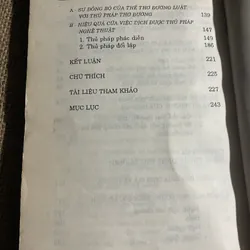 A SỰ ĐỒNG BỘ CỦA THỂ THƠ ĐƯỜNG LUẬT
VỚI THỦ PHÁP THƠ ĐƯỜNG 139
B HIỆU QUẢ CỦA VIỆC DỊCH ĐƯỢC THỦ PHÁP
NGHỆ THUẬT 147
1. Thủ pháp phác diễn 149
2. Thủ pháp đối lập 186
KẾT LUẬN 221
CHÚ THÍCH 225
TÀI LIỆU THAM KHẢO 227
MỤC LỤC 243